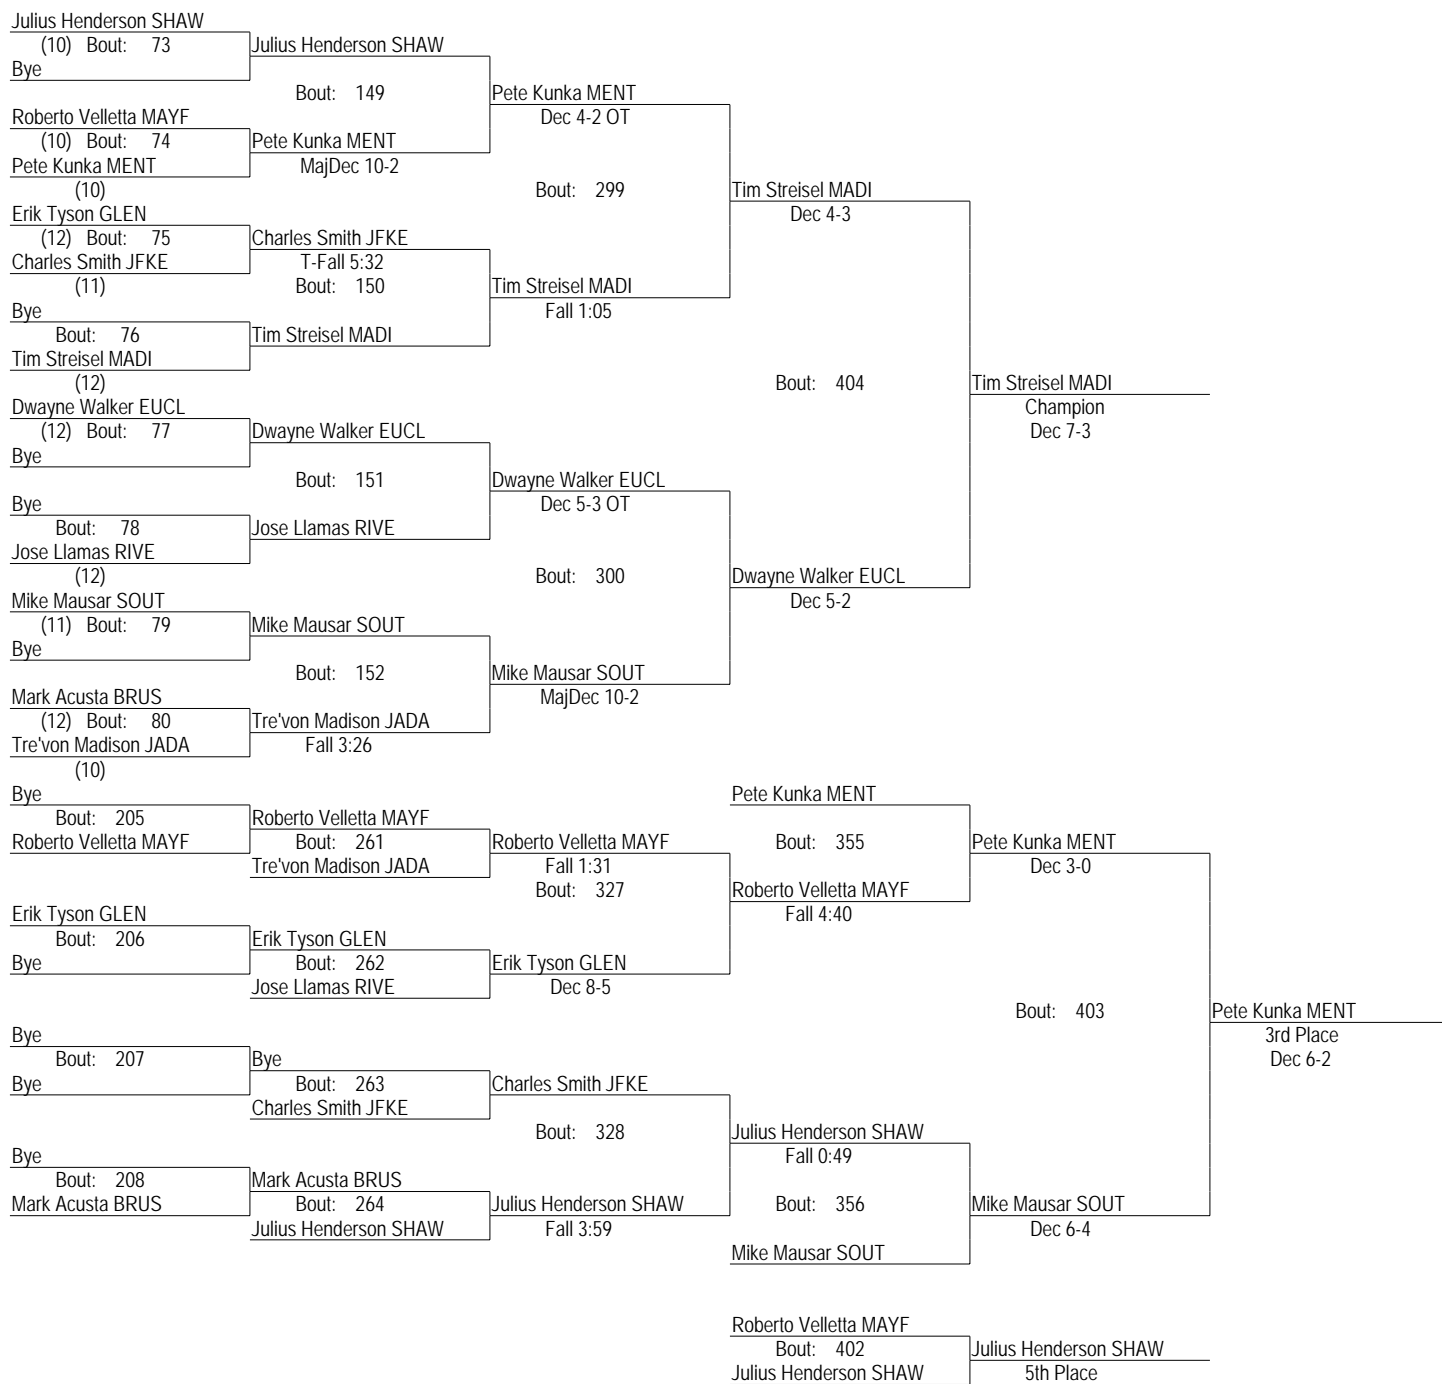 Julius Henderson SHAW
(10) Bout: 73 Julius Henderson SHAW
Bye
Bout: 149 Pete Kunka MENT
Roberto Velletta MAYF Dec 4-2 OT
(10) Bout: 74 Pete Kunka MENT
Pete Kunka MENT MajDec 10-2
(10) Bout: 299 Tim Streisel MADI
Erik Tyson GLEN Dec 4-3
(12) Bout: 75 Charles Smith JFKE
Charles Smith JFKE T-Fall 5:32
(11) Bout: 150 Tim Streisel MADI
Bye Fall 1:05
Bout: 76 Tim Streisel MADI
Tim Streisel MADI
(12) Bout: 404 Tim Streisel MADI
Dwayne Walker EUCL Champion
(12) Bout: 77 Dwayne Walker EUCL Dec 7-3
Bye
Bout: 151 Dwayne Walker EUCL
Bye Dec 5-3 OT
Bout: 78 Jose Llamas RIVE
Jose Llamas RIVE
(12) Bout: 300 Dwayne Walker EUCL
Mike Mausar SOUT Dec 5-2
(11) Bout: 79 Mike Mausar SOUT
Bye
Bout: 152 Mike Mausar SOUT
Mark Acusta BRUS MajDec 10-2
(12) Bout: 80 Tre'von Madison JADA
Tre'von Madison JADA Fall 3:26
(10)
Bye Pete Kunka MENT
Bout: 205 Roberto Velletta MAYF
Roberto Velletta MAYF Bout: 261 Roberto Velletta MAYF Bout: 355 Pete Kunka MENT
Tre'von Madison JADA Fall 1:31 Dec 3-0
Bout: 327 Roberto Velletta MAYF
Erik Tyson GLEN Fall 4:40
Bout: 206 Erik Tyson GLEN
Bye Bout: 262 Erik Tyson GLEN
Jose Llamas RIVE Dec 8-5
Bout: 403 Pete Kunka MENT
Bye 3rd Place
Bout: 207 Bye Dec 6-2
Bye Bout: 263 Charles Smith JFKE
Charles Smith JFKE
Bout: 328 Julius Henderson SHAW
Bye Fall 0:49
Bout: 208 Mark Acusta BRUS
Mark Acusta BRUS Bout: 264 Julius Henderson SHAW Bout: 356 Mike Mausar SOUT
Julius Henderson SHAW Fall 3:59 Dec 6-4
Mike Mausar SOUT
Roberto Velletta MAYF
Bout: 402 Julius Henderson SHAW
Julius Henderson SHAW 5th Place